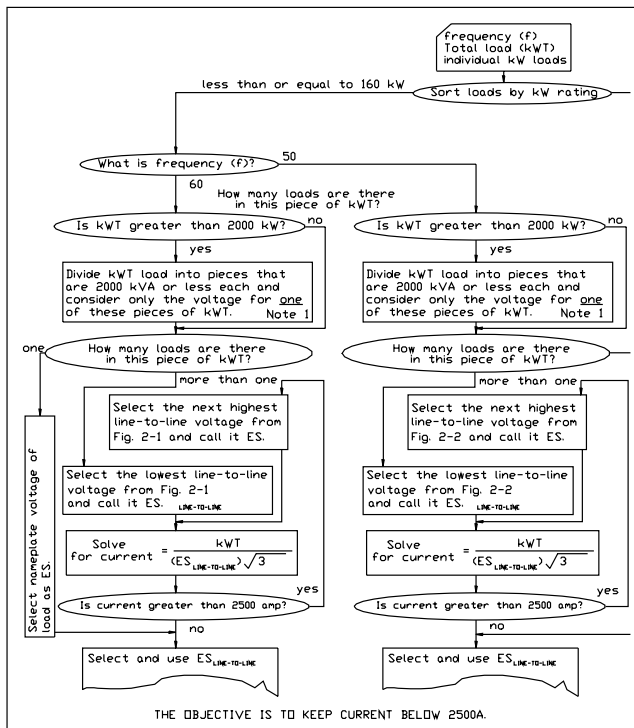 frequency (f)
Total load (kWT)
individual kW loads
less than or equal to 160 kW
Sort loads by kW rating
What is frequency (f)?
50
60
How many loads are there
in this piece of kWT?
Is kWT greater than 2000 kW?
no
yes
Divide kWT load into pieces that
are 2000 kVA or less each and
consider only the voltage for one
of these pieces of kWT. Note 1
one
How many loads are there
in this piece of kWT?
more than one
Select the next highest
line-to-line voltage from
Fig. 2-1 and call it ES.
Select the lowest line-to-line
voltage from Fig. 2-1
and call it ES. LINE-TO-LINE
Select nameplate voltage of
load as ES.
Solve
for current = kWT / (ES LINE-TO-LINE) √3
yes
Is current greater than 2500 amp?
no
Select and use ES LINE-TO-LINE
Is kWT greater than 2000 kW?
no
yes
Divide kWT load into pieces that
are 2000 kVA or less each and
consider only the voltage for one
of these pieces of kWT. Note 1
How many loads are there
in this piece of kWT?
more than one
Select the next highest
line-to-line voltage from
Fig. 2-2 and call it ES.
Select the lowest line-to-line
voltage from Fig. 2-2
and call it ES. LINE-TO-LINE
Solve
for current = kWT / (ES LINE-TO-LINE) √3
yes
Is current greater than 2500 amp?
no
Select and use ES LINE-TO-LINE
THE OBJECTIVE IS TO KEEP CURRENT BELOW 2500A.